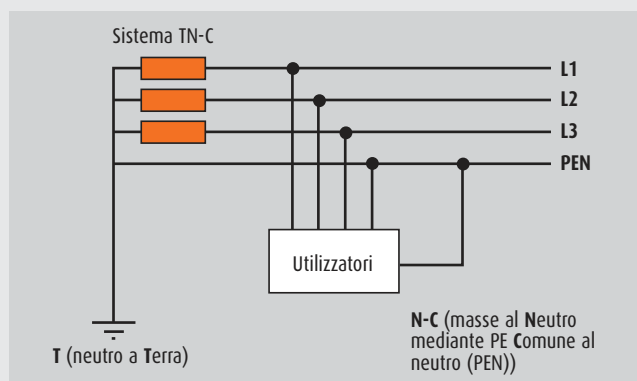 Sistema TN-C
L1
L2
L3
PEN
Utilizzatori
T (neutro a Terra)
N-C (masse al Neutro
mediante PE Comune al
neutro (PEN))